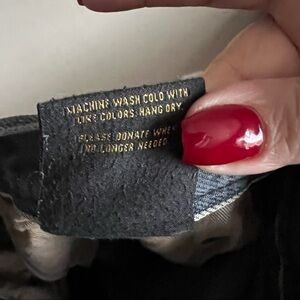 MACHINE WASH COLD WITH
LIKE COLORS. HANG DRY.
PLEASE DONATE WHEN
NO LONGER NEEDED.